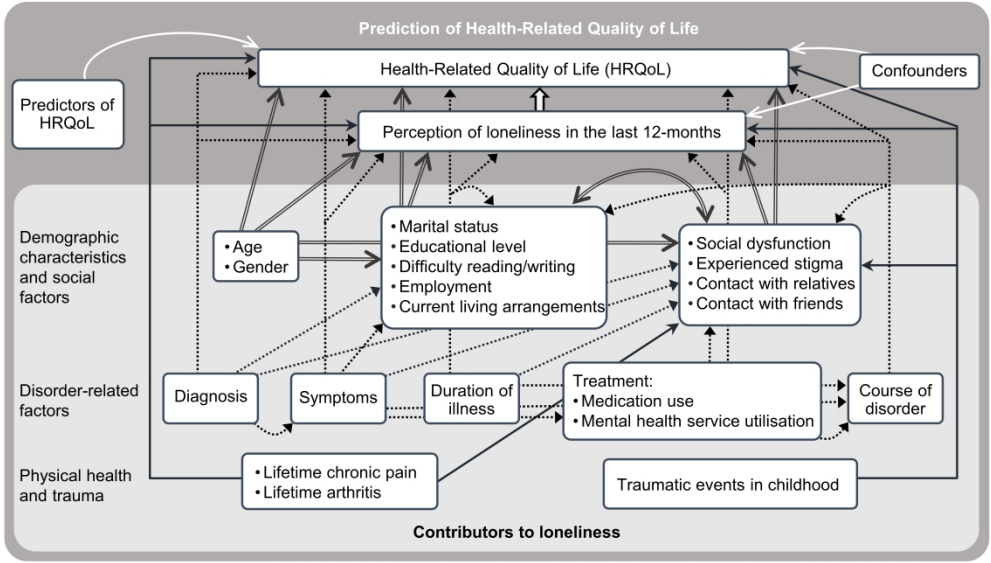 Prediction of Health-Related Quality of Life
Health-Related Quality of Life (HRQoL)
Confounders
Predictors of
HRQoL
Perception of loneliness in the last 12-months
Demographic
characteristics
and social
factors
• Age
• Gender
• Marital status
• Educational level
• Difficulty reading/writing
• Employment
• Current living arrangements
• Social dysfunction
• Experienced stigma
• Contact with relatives
• Contact with friends
Disorder-related
factors
Diagnosis
Symptoms
Duration of
illness
Treatment:
• Medication use
• Mental health service utilisation
Course of
disorder
Physical health
and trauma
• Lifetime chronic pain
• Lifetime arthritis
Traumatic events in childhood
Contributors to loneliness